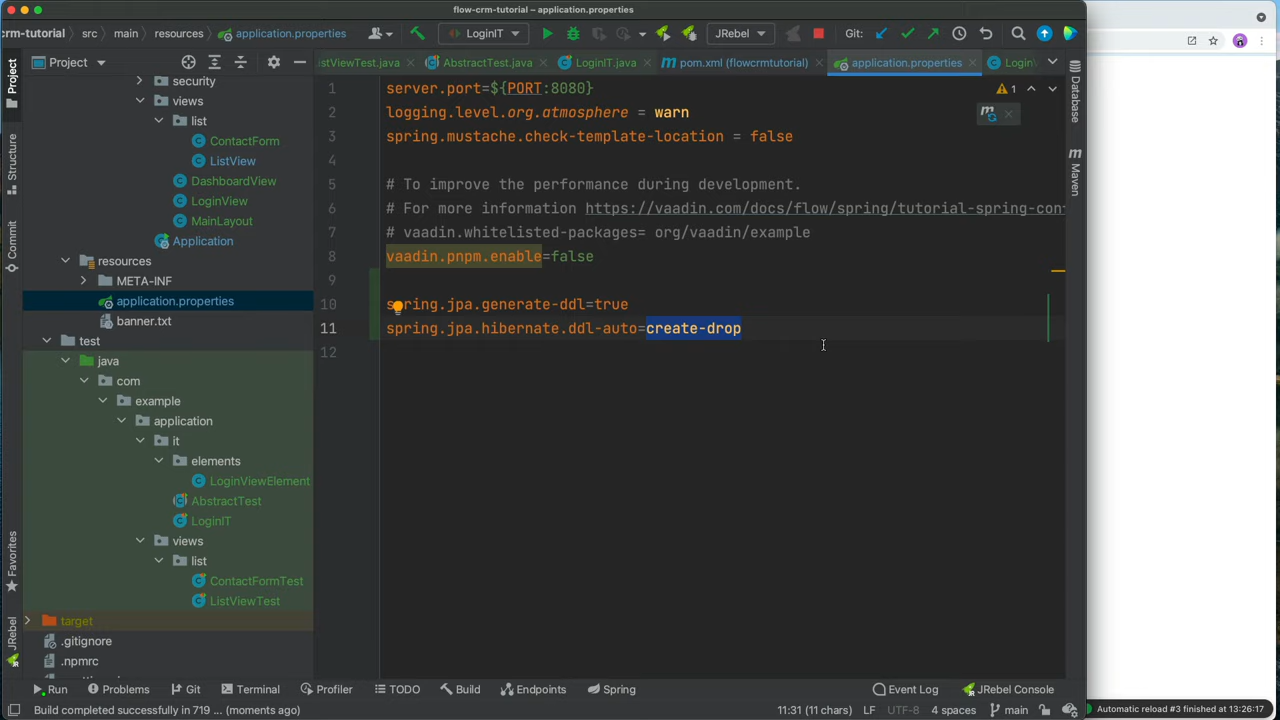 flow-crm-tutorial – application.properties
crm-tutorial
src
main
resources
application.properties
LoginIT
JRebel
Git:
Project
istViewTest.java
AbstractTest.java
LoginIT.java
pom.xml (flowcrmtutorial)
application.properties
Login
Project
Structure
Commit
Favorites
JRebel
Database
Maven
security
views
list
ContactForm
ListView
DashboardView
LoginView
MainLayout
Application
resources
META-INF
application.properties
banner.txt
test
java
com
example
application
it
elements
LoginViewElement
AbstractTest
LoginIT
views
list
ContactFormTest
ListViewTest
target
.gitignore
.npmrc
1 server.port=${PORT:8080}
2 logging.level.org.atmosphere = warn
3 spring.mustache.check-template-location = false
4
5 # To improve the performance during development.
6 # For more information https://vaadin.com/docs/flow/spring/tutorial-spring-con
7 # vaadin.whitelisted-packages= org/vaadin/example
8 vaadin.pnpm.enable=false
9
10 spring.jpa.generate-ddl=true
11 spring.jpa.hibernate.ddl-auto=create-drop
12
1
Run
Problems
Git
Terminal
Profiler
TODO
Build
Endpoints
Spring
Event Log
JRebel Console
Build completed successfully in 719 ... (moments ago)
11:31 (11 chars)
LF
UTF-8
4 spaces
main
Automatic reload #3 finished at 13:26:17